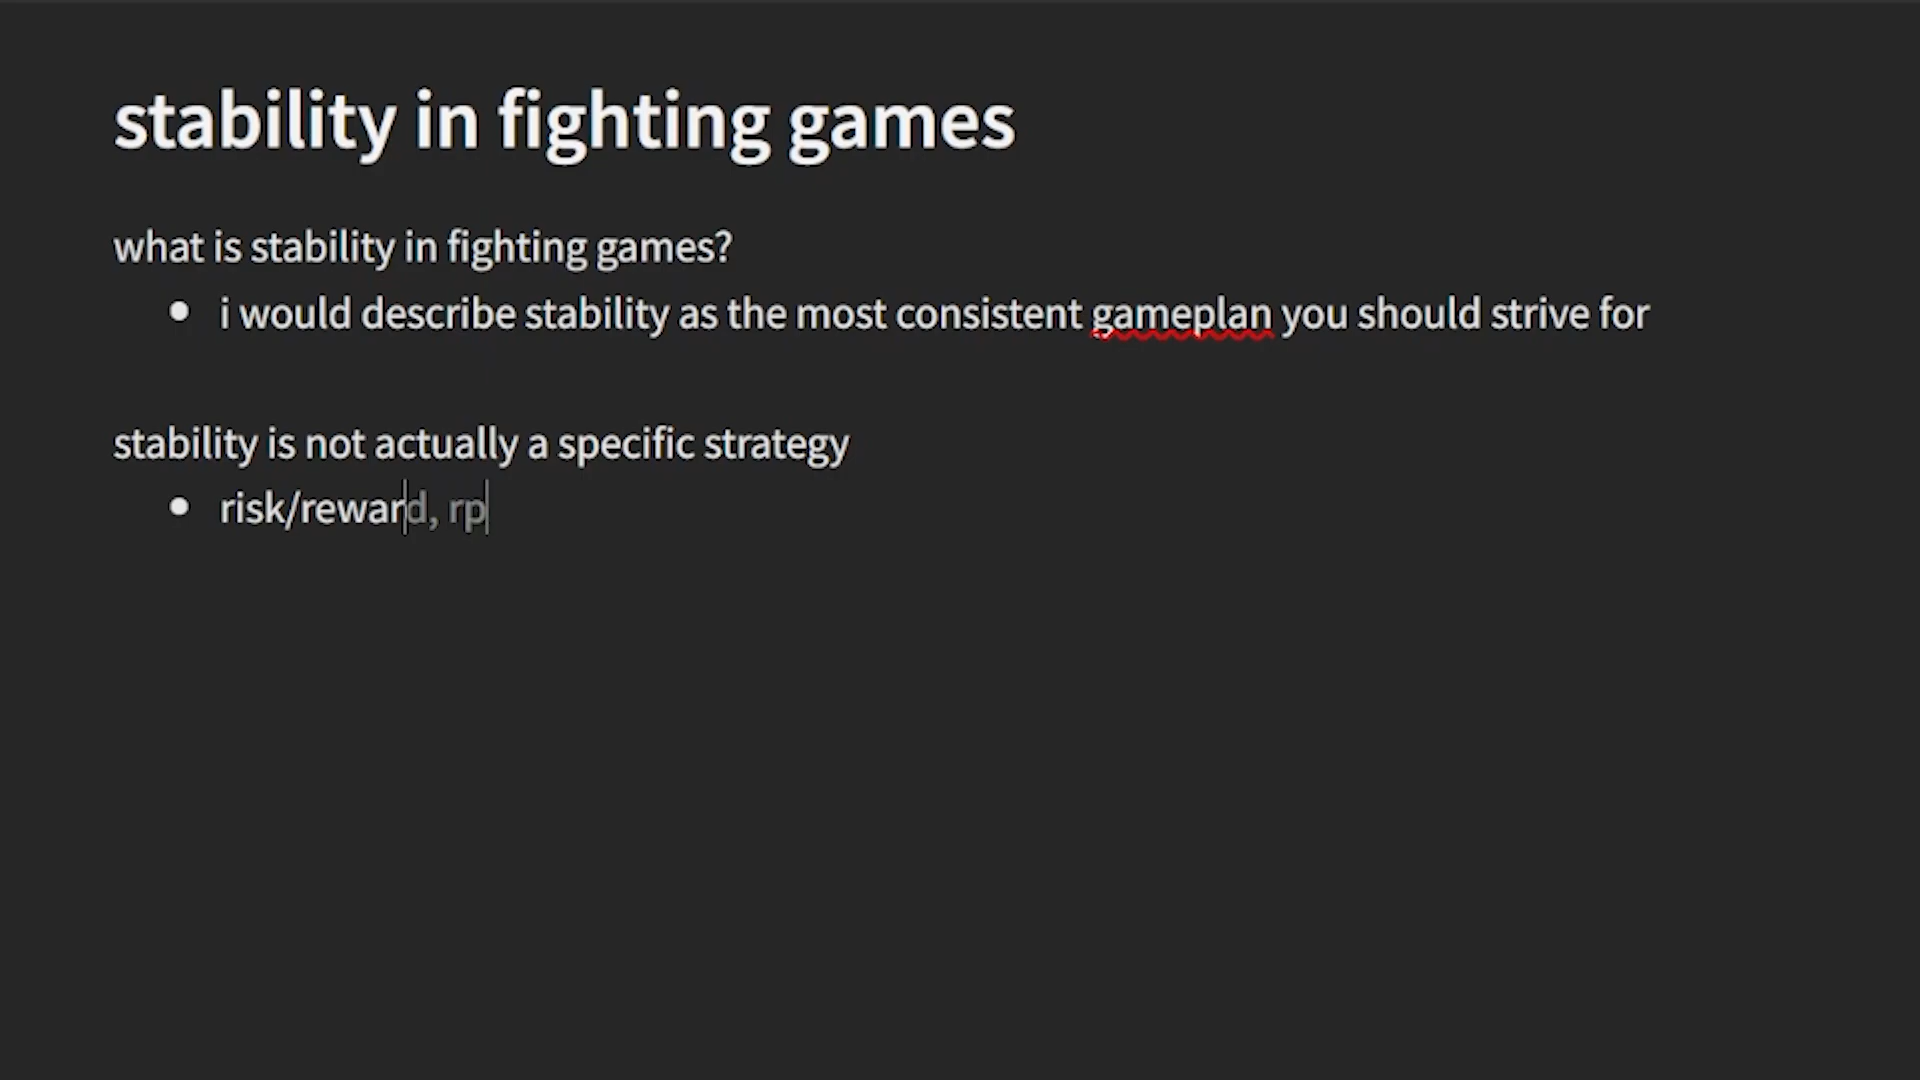 stability in fighting games
what is stability in fighting games?
• i would describe stability as the most consistent gameplan you should strive for
stability is not actually a specific strategy
• risk/reward, rp